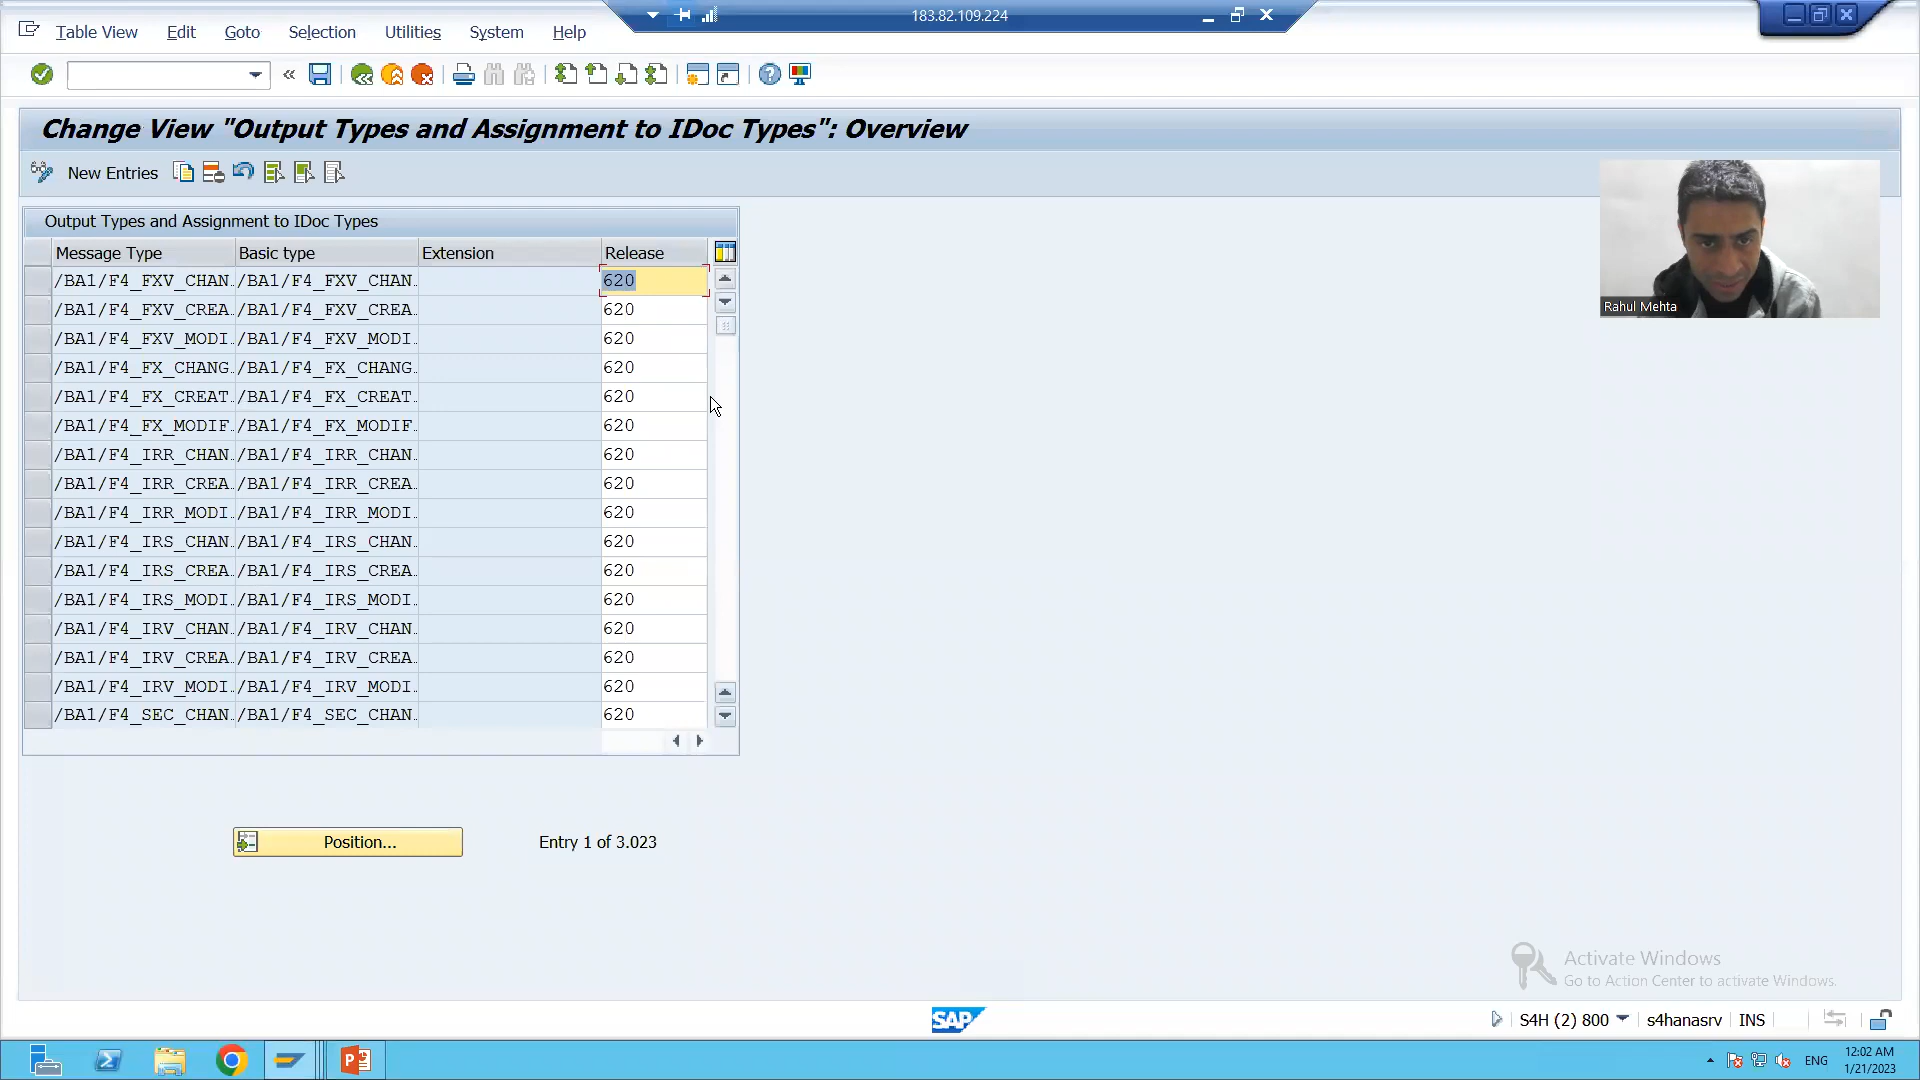 183.82.109.224
Table View Edit Goto Selection Utilities System Help
Change View "Output Types and Assignment to IDoc Types": Overview
New Entries
Rahul Mehta
Output Types and Assignment to IDoc Types
Message Type Basic type Extension Release
/BA1/F4_FXV_CHAN. /BA1/F4_FXV_CHAN. 620
/BA1/F4_FXV_CREA. /BA1/F4_FXV_CREA. 620
/BA1/F4_FXV_MODI. /BA1/F4_FXV_MODI. 620
/BA1/F4_FX_CHANG. /BA1/F4_FX_CHANG. 620
/BA1/F4_FX_CREAT. /BA1/F4_FX_CREAT. 620
/BA1/F4_FX_MODIF. /BA1/F4_FX_MODIF. 620
/BA1/F4_IRR_CHAN. /BA1/F4_IRR_CHAN. 620
/BA1/F4_IRR_CREA. /BA1/F4_IRR_CREA. 620
/BA1/F4_IRR_MODI. /BA1/F4_IRR_MODI. 620
/BA1/F4_IRS_CHAN. /BA1/F4_IRS_CHAN. 620
/BA1/F4_IRS_CREA. /BA1/F4_IRS_CREA. 620
/BA1/F4_IRS_MODI. /BA1/F4_IRS_MODI. 620
/BA1/F4_IRV_CHAN. /BA1/F4_IRV_CHAN. 620
/BA1/F4_IRV_CREA. /BA1/F4_IRV_CREA. 620
/BA1/F4_IRV_MODI. /BA1/F4_IRV_MODI. 620
/BA1/F4_SEC_CHAN. /BA1/F4_SEC_CHAN. 620
Position... Entry 1 of 3.023
Activate Windows
Go to Action Center to activate Windows.
SAP
S4H (2) 800 s4hanasrv INS
ENG
12:02 AM
1/21/2023